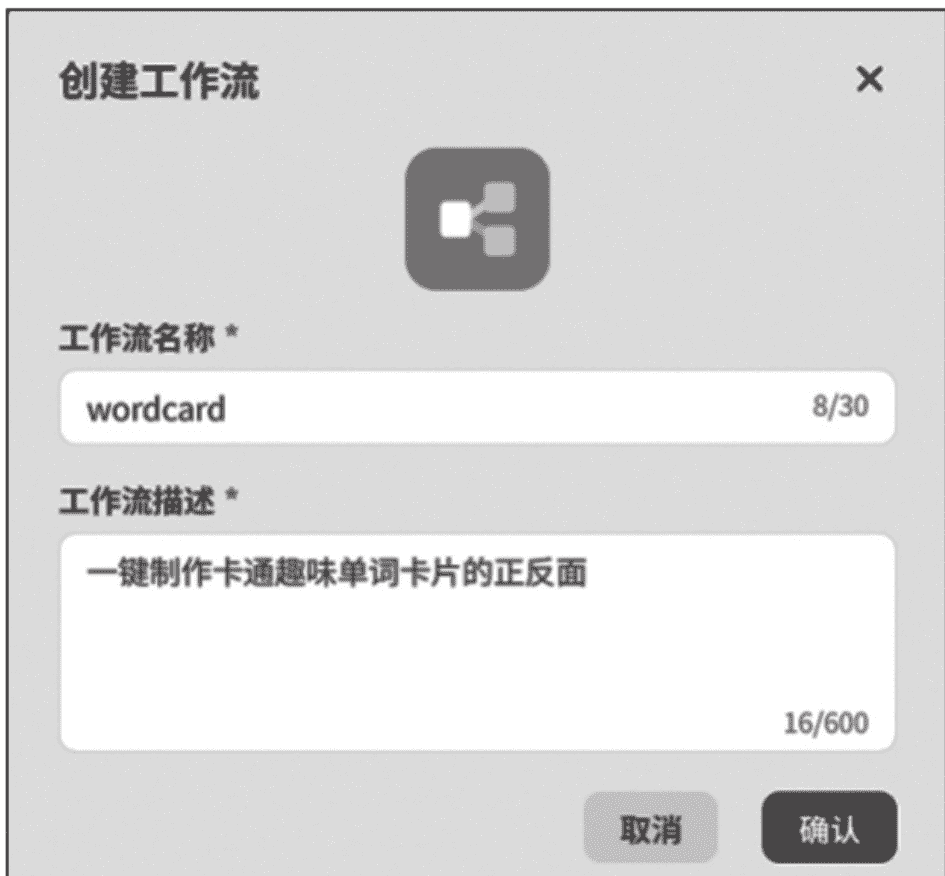 创建工作流
工作流名称 *
wordcard 8/30
工作流描述 *
一键制作卡通趣味单词卡片的正反面
16/600
取消 确认